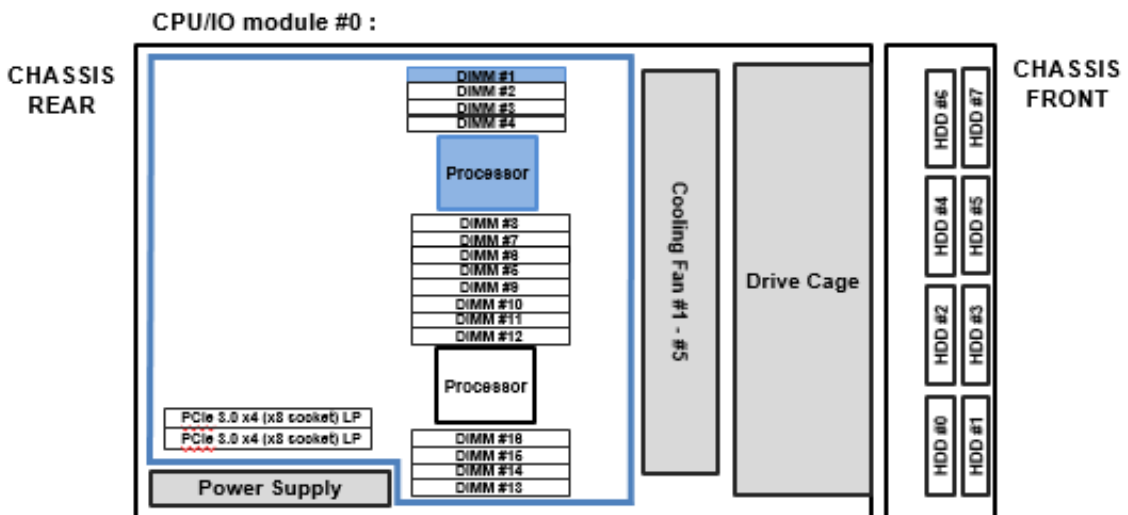 CPU/IO module #0 :
CHASSIS
REAR
DIMM #1
DIMM #2
DIMM #3
DIMM #4
Processor
DIMM #8
DIMM #7
DIMM #6
DIMM #5
DIMM #9
DIMM #10
DIMM #11
DIMM #12
Processor
DIMM #16
DIMM #15
DIMM #14
DIMM #13
PCIe 3.0 x4 (x8 socket) LP
PCIe 3.0 x4 (x8 socket) LP
Power Supply
Cooling Fan #1 - #5
Drive Cage
HDD #6
HDD #7
HDD #4
HDD #5
HDD #2
HDD #3
HDD #0
HDD #1
CHASSIS
FRONT